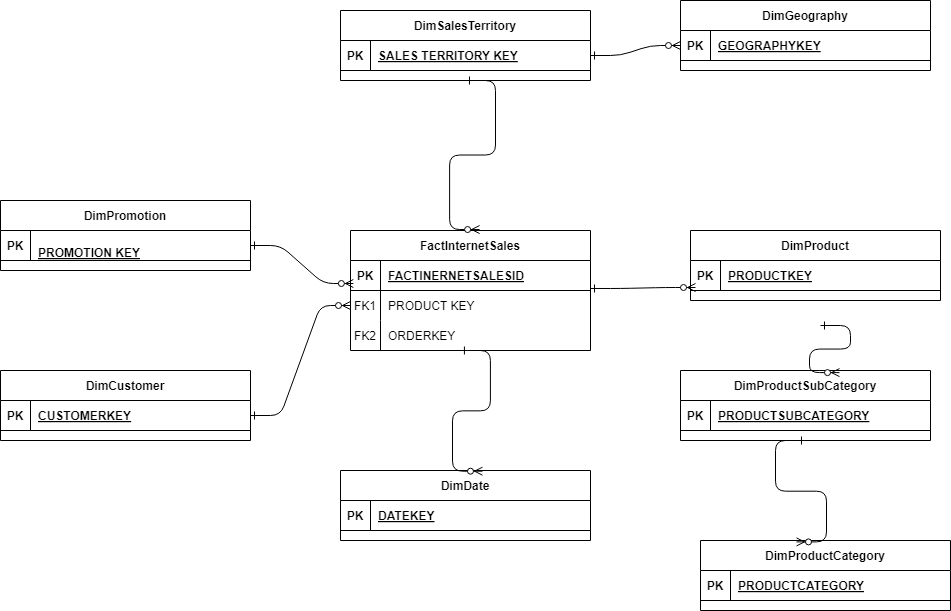 DimSalesTerritory
PK SALES TERRITORY KEY
DimGeography
PK GEOGRAPHYKEY
DimPromotion
PK PROMOTION KEY
FactInternetSales
PK FACTINERNETSALESID
FK1 PRODUCT KEY
FK2 ORDERKEY
DimProduct
PK PRODUCTKEY
DimCustomer
PK CUSTOMERKEY
DimProductSubCategory
PK PRODUCTSUBCATEGORY
DimDate
PK DATEKEY
DimProductCategory
PK PRODUCTCATEGORY